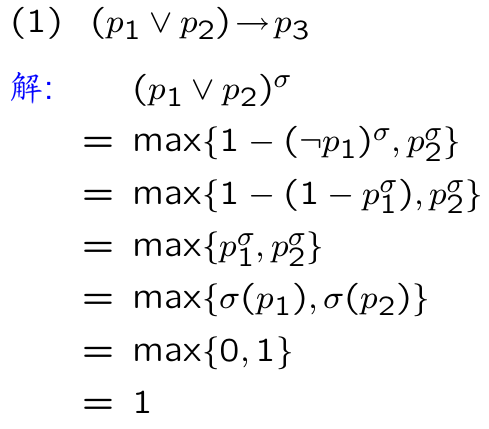 (1) (p₁ ∨ p₂)→p₃
解: (p₁ ∨ p₂)^σ
= max{1 − (¬p₁)^σ, p₂^σ}
= max{1 − (1 − p₁^σ), p₂^σ}
= max{p₁^σ, p₂^σ}
= max{σ(p₁), σ(p₂)}
= max{0, 1}
= 1